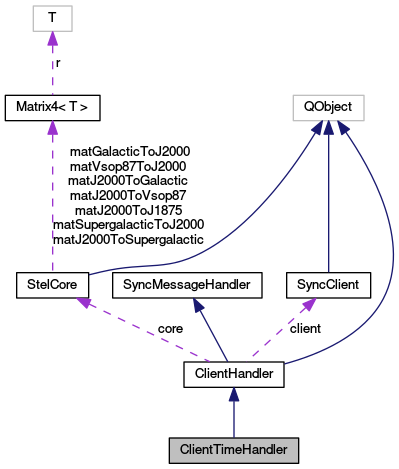 T
r
Matrix4< T >
QObject
matGalacticToJ2000
matVsop87ToJ2000
matJ2000ToGalactic
matJ2000ToVsop87
matJ2000ToJ1875
matSupergalacticToJ2000
matJ2000ToSupergalactic
StelCore
SyncMessageHandler
SyncClient
core
client
ClientHandler
ClientTimeHandler